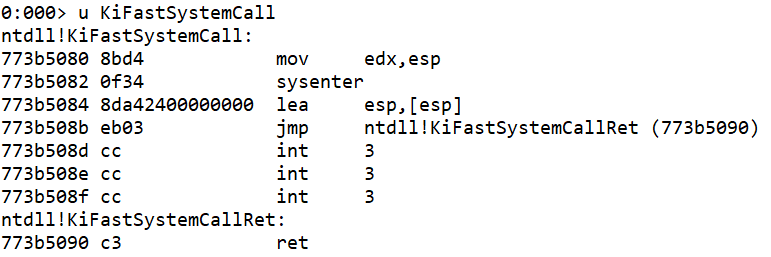 0:000> u KiFastSystemCall
ntdll!KiFastSystemCall:
773b5080 8bd4            mov     edx,esp
773b5082 0f34            sysenter
773b5084 8da42400000000  lea     esp,[esp]
773b508b eb03            jmp     ntdll!KiFastSystemCallRet (773b5090)
773b508d cc              int     3
773b508e cc              int     3
773b508f cc              int     3
ntdll!KiFastSystemCallRet:
773b5090 c3              ret